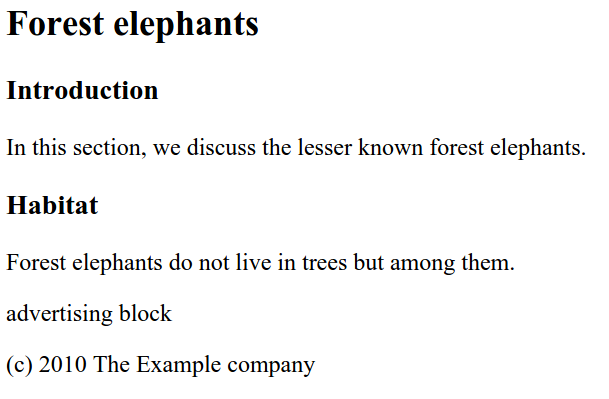 Forest elephants
Introduction
In this section, we discuss the lesser known forest elephants.
Habitat
Forest elephants do not live in trees but among them.
advertising block
(c) 2010 The Example company